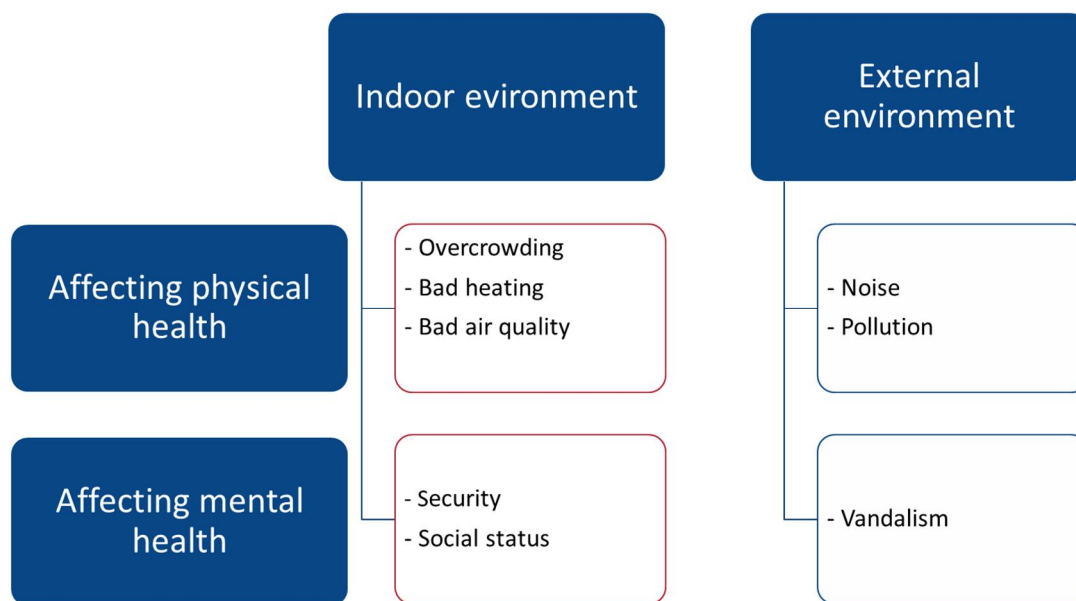 Indoor evironment
External
environment
Affecting physical
health
- Overcrowding
- Bad heating
- Bad air quality
- Noise
- Pollution
Affecting mental
health
- Security
- Social status
- Vandalism